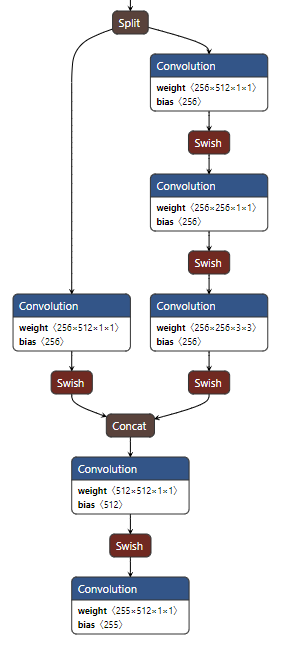 Split
Convolution
weight 〈256×512×1×1〉
bias 〈256〉
Swish
Convolution
weight 〈256×256×1×1〉
bias 〈256〉
Swish
Convolution
weight 〈256×512×1×1〉
bias 〈256〉
Convolution
weight 〈256×256×3×3〉
bias 〈256〉
Swish
Swish
Concat
Convolution
weight 〈512×512×1×1〉
bias 〈512〉
Swish
Convolution
weight 〈255×512×1×1〉
bias 〈255〉